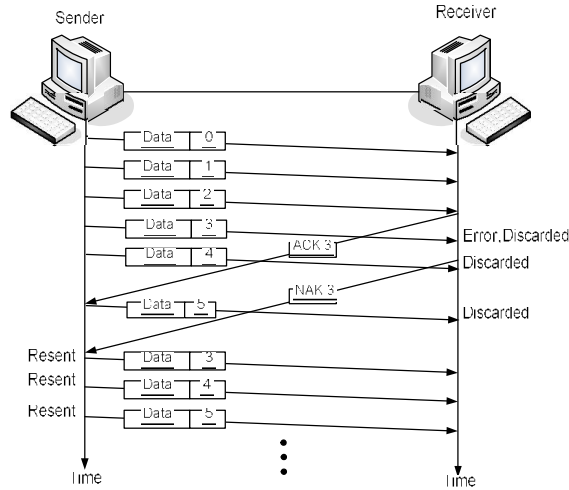 Sender
Receiver
Data 0
Data 1
Data 2
Data 3
Error,Discarded
ACK 3
Data 4
Discarded
NAK 3
Data 5
Discarded
Resent Data 3
Resent Data 4
Resent Data 5
Time
Time